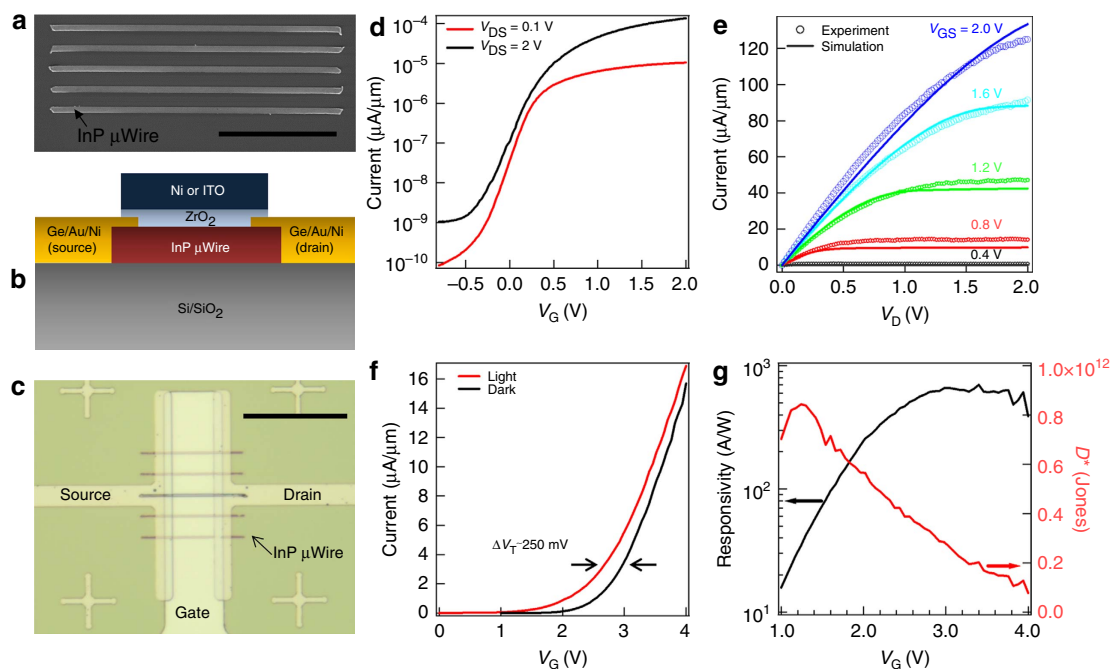 a
InP μWire
b
Ni or ITO
ZrO2
Ge/Au/Ni
(source)
InP μWire
Ge/Au/Ni
(drain)
Si/SiO2
c
Source
Drain
InP μWire
Gate
d
VDS = 0.1 V
VDS = 2 V
10⁻⁴
10⁻⁵
10⁻⁶
10⁻⁷
10⁻⁸
10⁻⁹
10⁻¹⁰
Current (μA/μm)
−0.5 0.0 0.5 1.0 1.5 2.0
VG (V)
e
Experiment
Simulation
VGS = 2.0 V
1.6 V
1.2 V
0.8 V
0.4 V
120
100
80
60
40
20
0
Current (μA/μm)
0.0 0.5 1.0 1.5 2.0
VD (V)
f
Light
Dark
ΔVT~250 mV
16
14
12
10
8
6
4
2
0
Current (μA/μm)
0 1 2 3 4
VG (V)
g
10³
10²
10¹
Responsivity (A/W)
1.0×10¹²
0.8
0.6
0.4
0.2
0.0
D* (Jones)
1.0 2.0 3.0 4.0
VG (V)